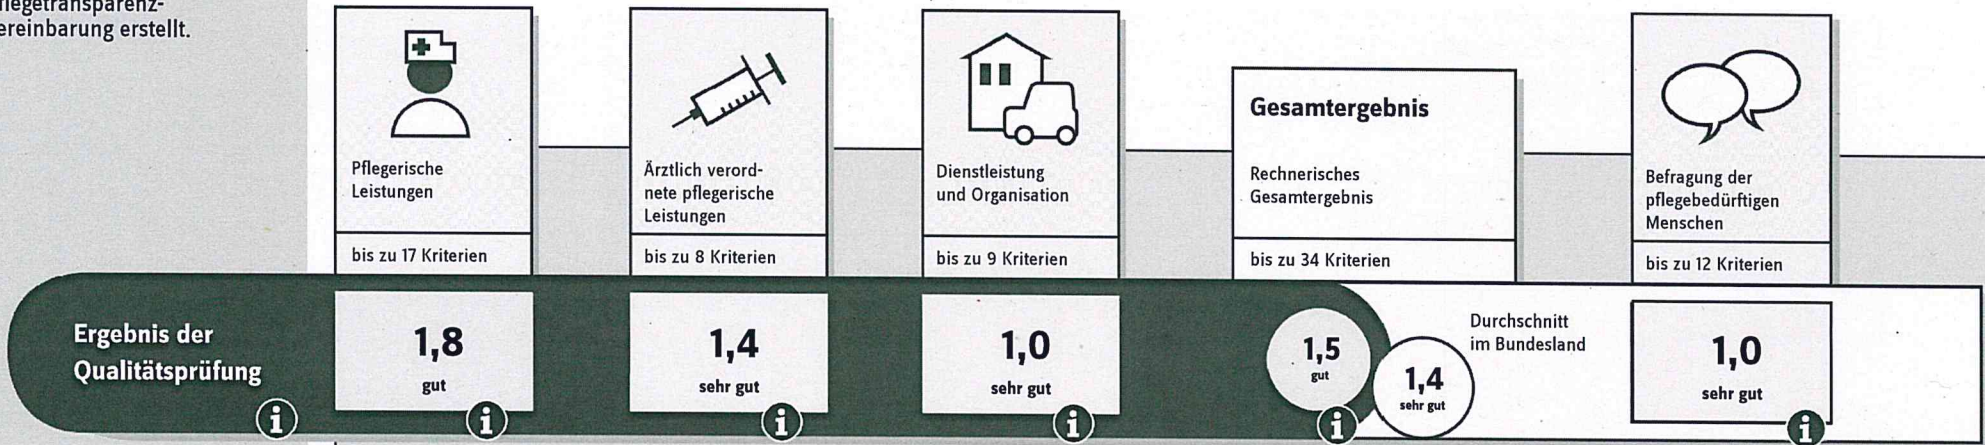 ereinbarung erstellt.
Pflegerische
Leistungen
bis zu 17 Kriterien
Ärztlich verord-
nete pflegerische
Leistungen
bis zu 8 Kriterien
Dienstleistung
und Organisation
bis zu 9 Kriterien
Gesamtergebnis
Rechnerisches
Gesamtergebnis
bis zu 34 Kriterien
Befragung der
pflegebedürftigen
Menschen
bis zu 12 Kriterien
Ergebnis der
Qualitätsprüfung
1,8
gut
1,4
sehr gut
1,0
sehr gut
1,5
gut
1,4
sehr gut
Durchschnitt
im Bundesland
1,0
sehr gut